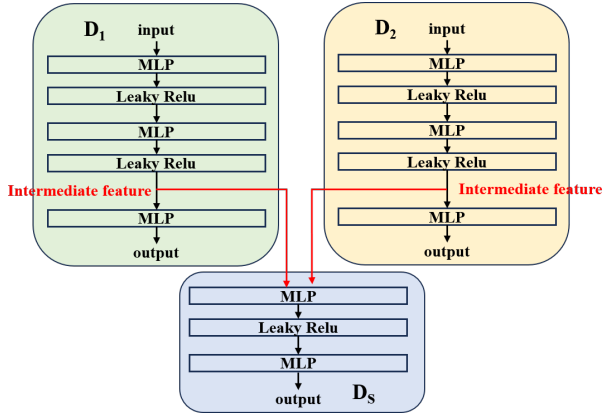 D1
input
MLP
Leaky Relu
MLP
Leaky Relu
Intermediate feature
MLP
output
D2
input
MLP
Leaky Relu
MLP
Leaky Relu
Intermediate feature
MLP
output
MLP
Leaky Relu
MLP
output
DS